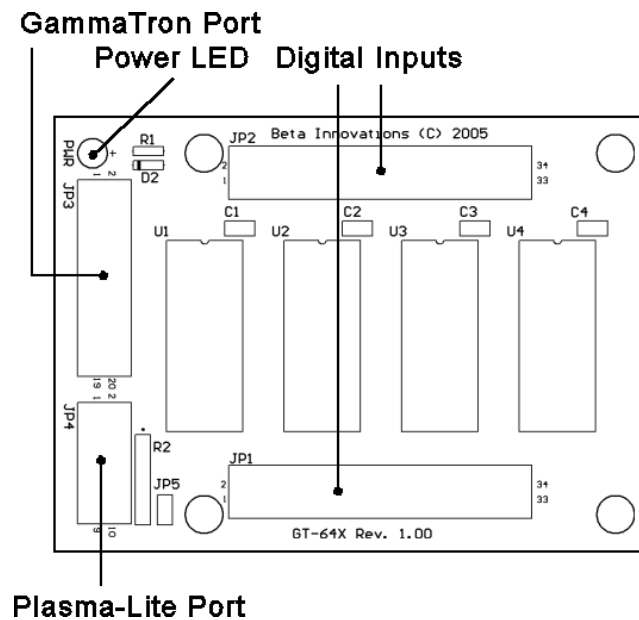 GammaTron Port
Power LED Digital Inputs
Beta Innovations (C) 2005
PWR
+
R1
D2
JP2
2
1
34
33
1 2
JP3
19 20
C1
C2
C3
C4
U1
U2
U3
U4
1 2
JP4
9 10
R2
JP5
JP1
2
1
34
33
GT-64X Rev. 1.00
Plasma-Lite Port